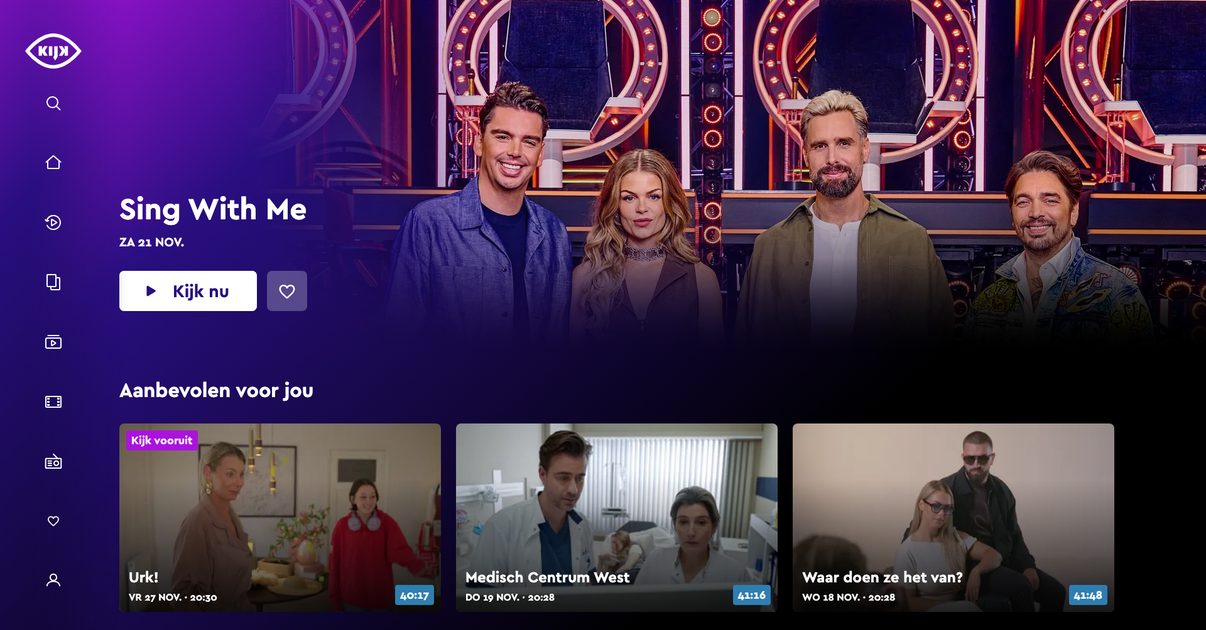 KIJK
Sing With Me
ZA 21 NOV.
Kijk nu
Aanbevolen voor jou
Kijk vooruit
Urk!
VR 27 NOV. · 20:30
40:17
Medisch Centrum West
DO 19 NOV. · 20:28
41:16
Waar doen ze het van?
WO 18 NOV. · 20:28
41:48